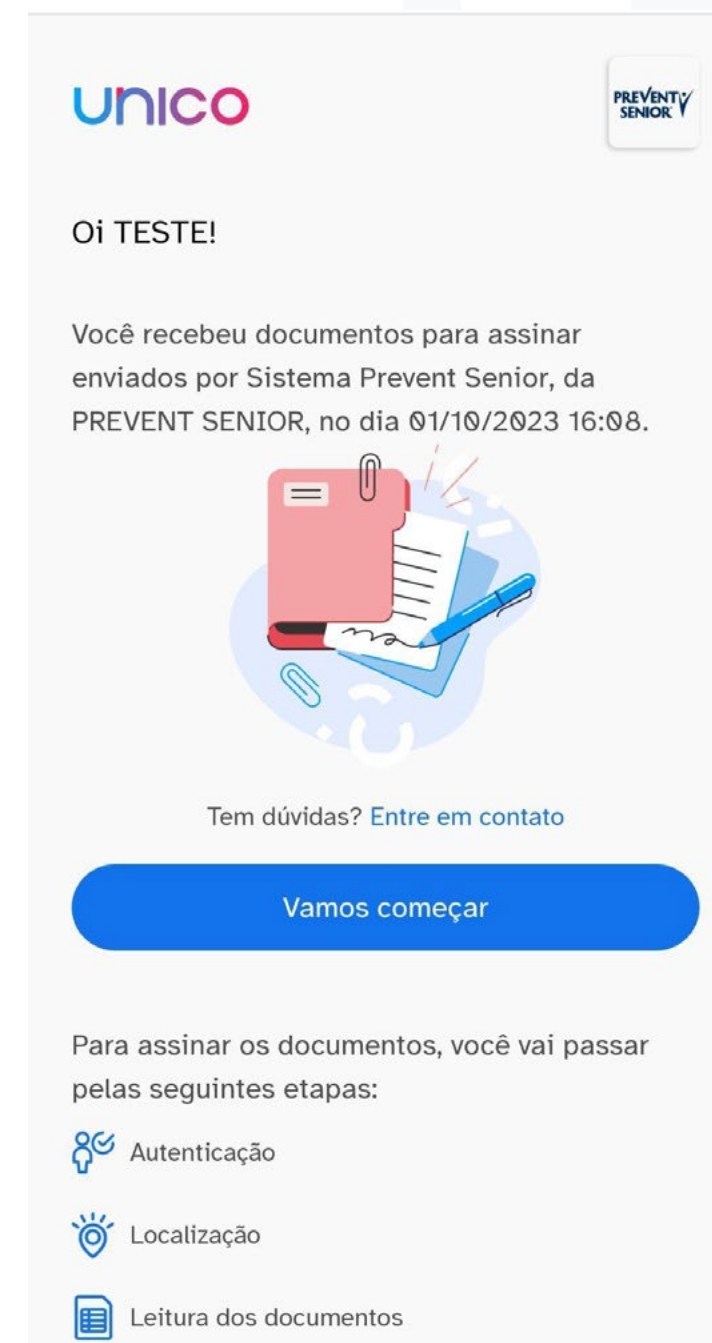 unico
PREVENT
SENIOR
Oi TESTE!
Você recebeu documentos para assinar
enviados por Sistema Prevent Senior, da
PREVENT SENIOR, no dia 01/10/2023 16:08.
Tem dúvidas? Entre em contato
Vamos começar
Para assinar os documentos, você vai passar
pelas seguintes etapas:
Autenticação
Localização
Leitura dos documentos